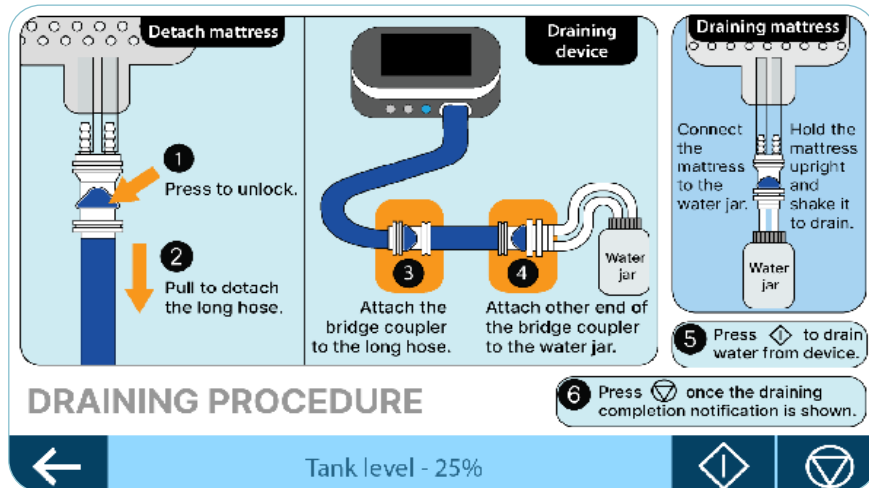 Detach mattress
1
Press to unlock.
2
Pull to detach
the long hose.
Draining
device
3
Attach the
bridge coupler
to the long hose.
4
Attach other end of
the bridge coupler
to the water jar.
Water
jar
Draining mattress
Connect
the
mattress
to the
water jar.
Hold the
mattress
upright
and
shake it
to drain.
Water
jar
5 Press to drain
water from device.
6 Press once the draining
completion notification is shown.
DRAINING PROCEDURE
Tank level - 25%